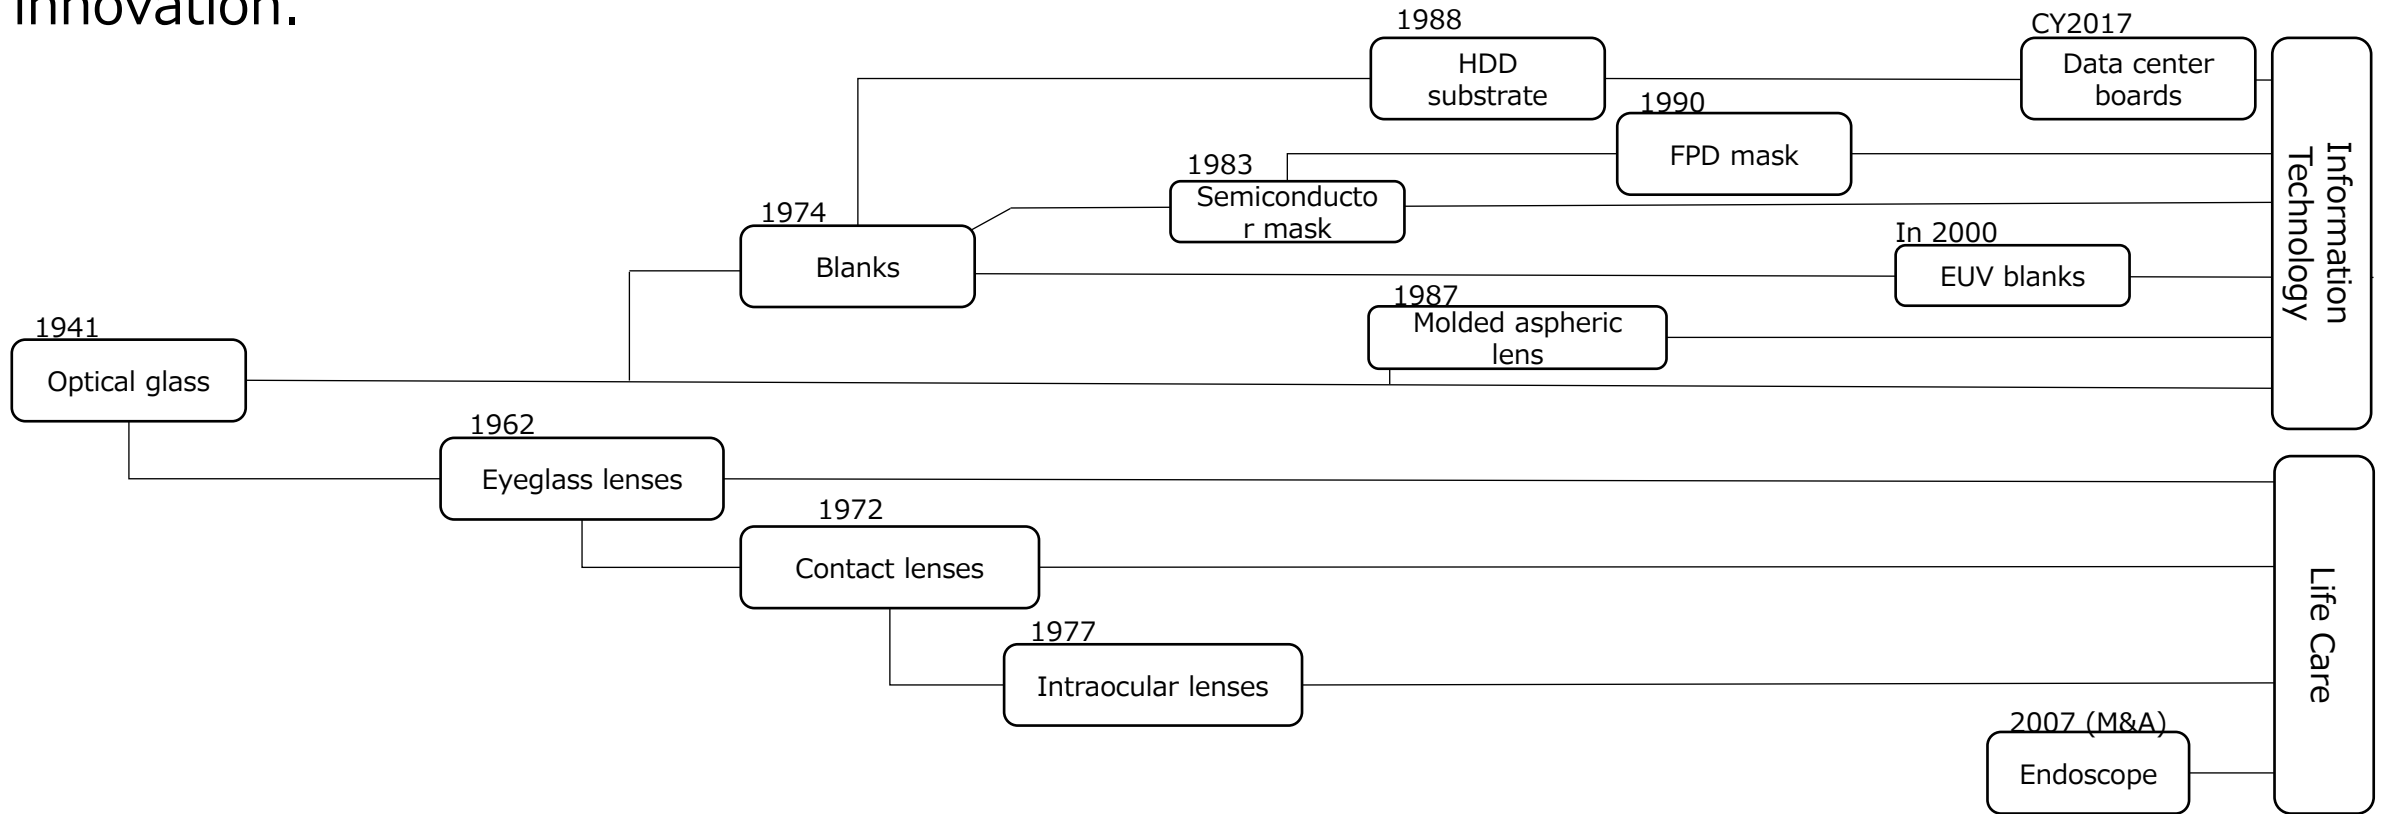 innovation.
1988
HDD
substrate
CY2017
Data center
boards
1990
FPD mask
1983
Semiconducto
r mask
1974
Blanks
In 2000
EUV blanks
1987
Molded aspheric
lens
Information
Technology
1941
Optical glass
1962
Eyeglass lenses
1972
Contact lenses
1977
Intraocular lenses
2007 (M&A)
Endoscope
Life Care